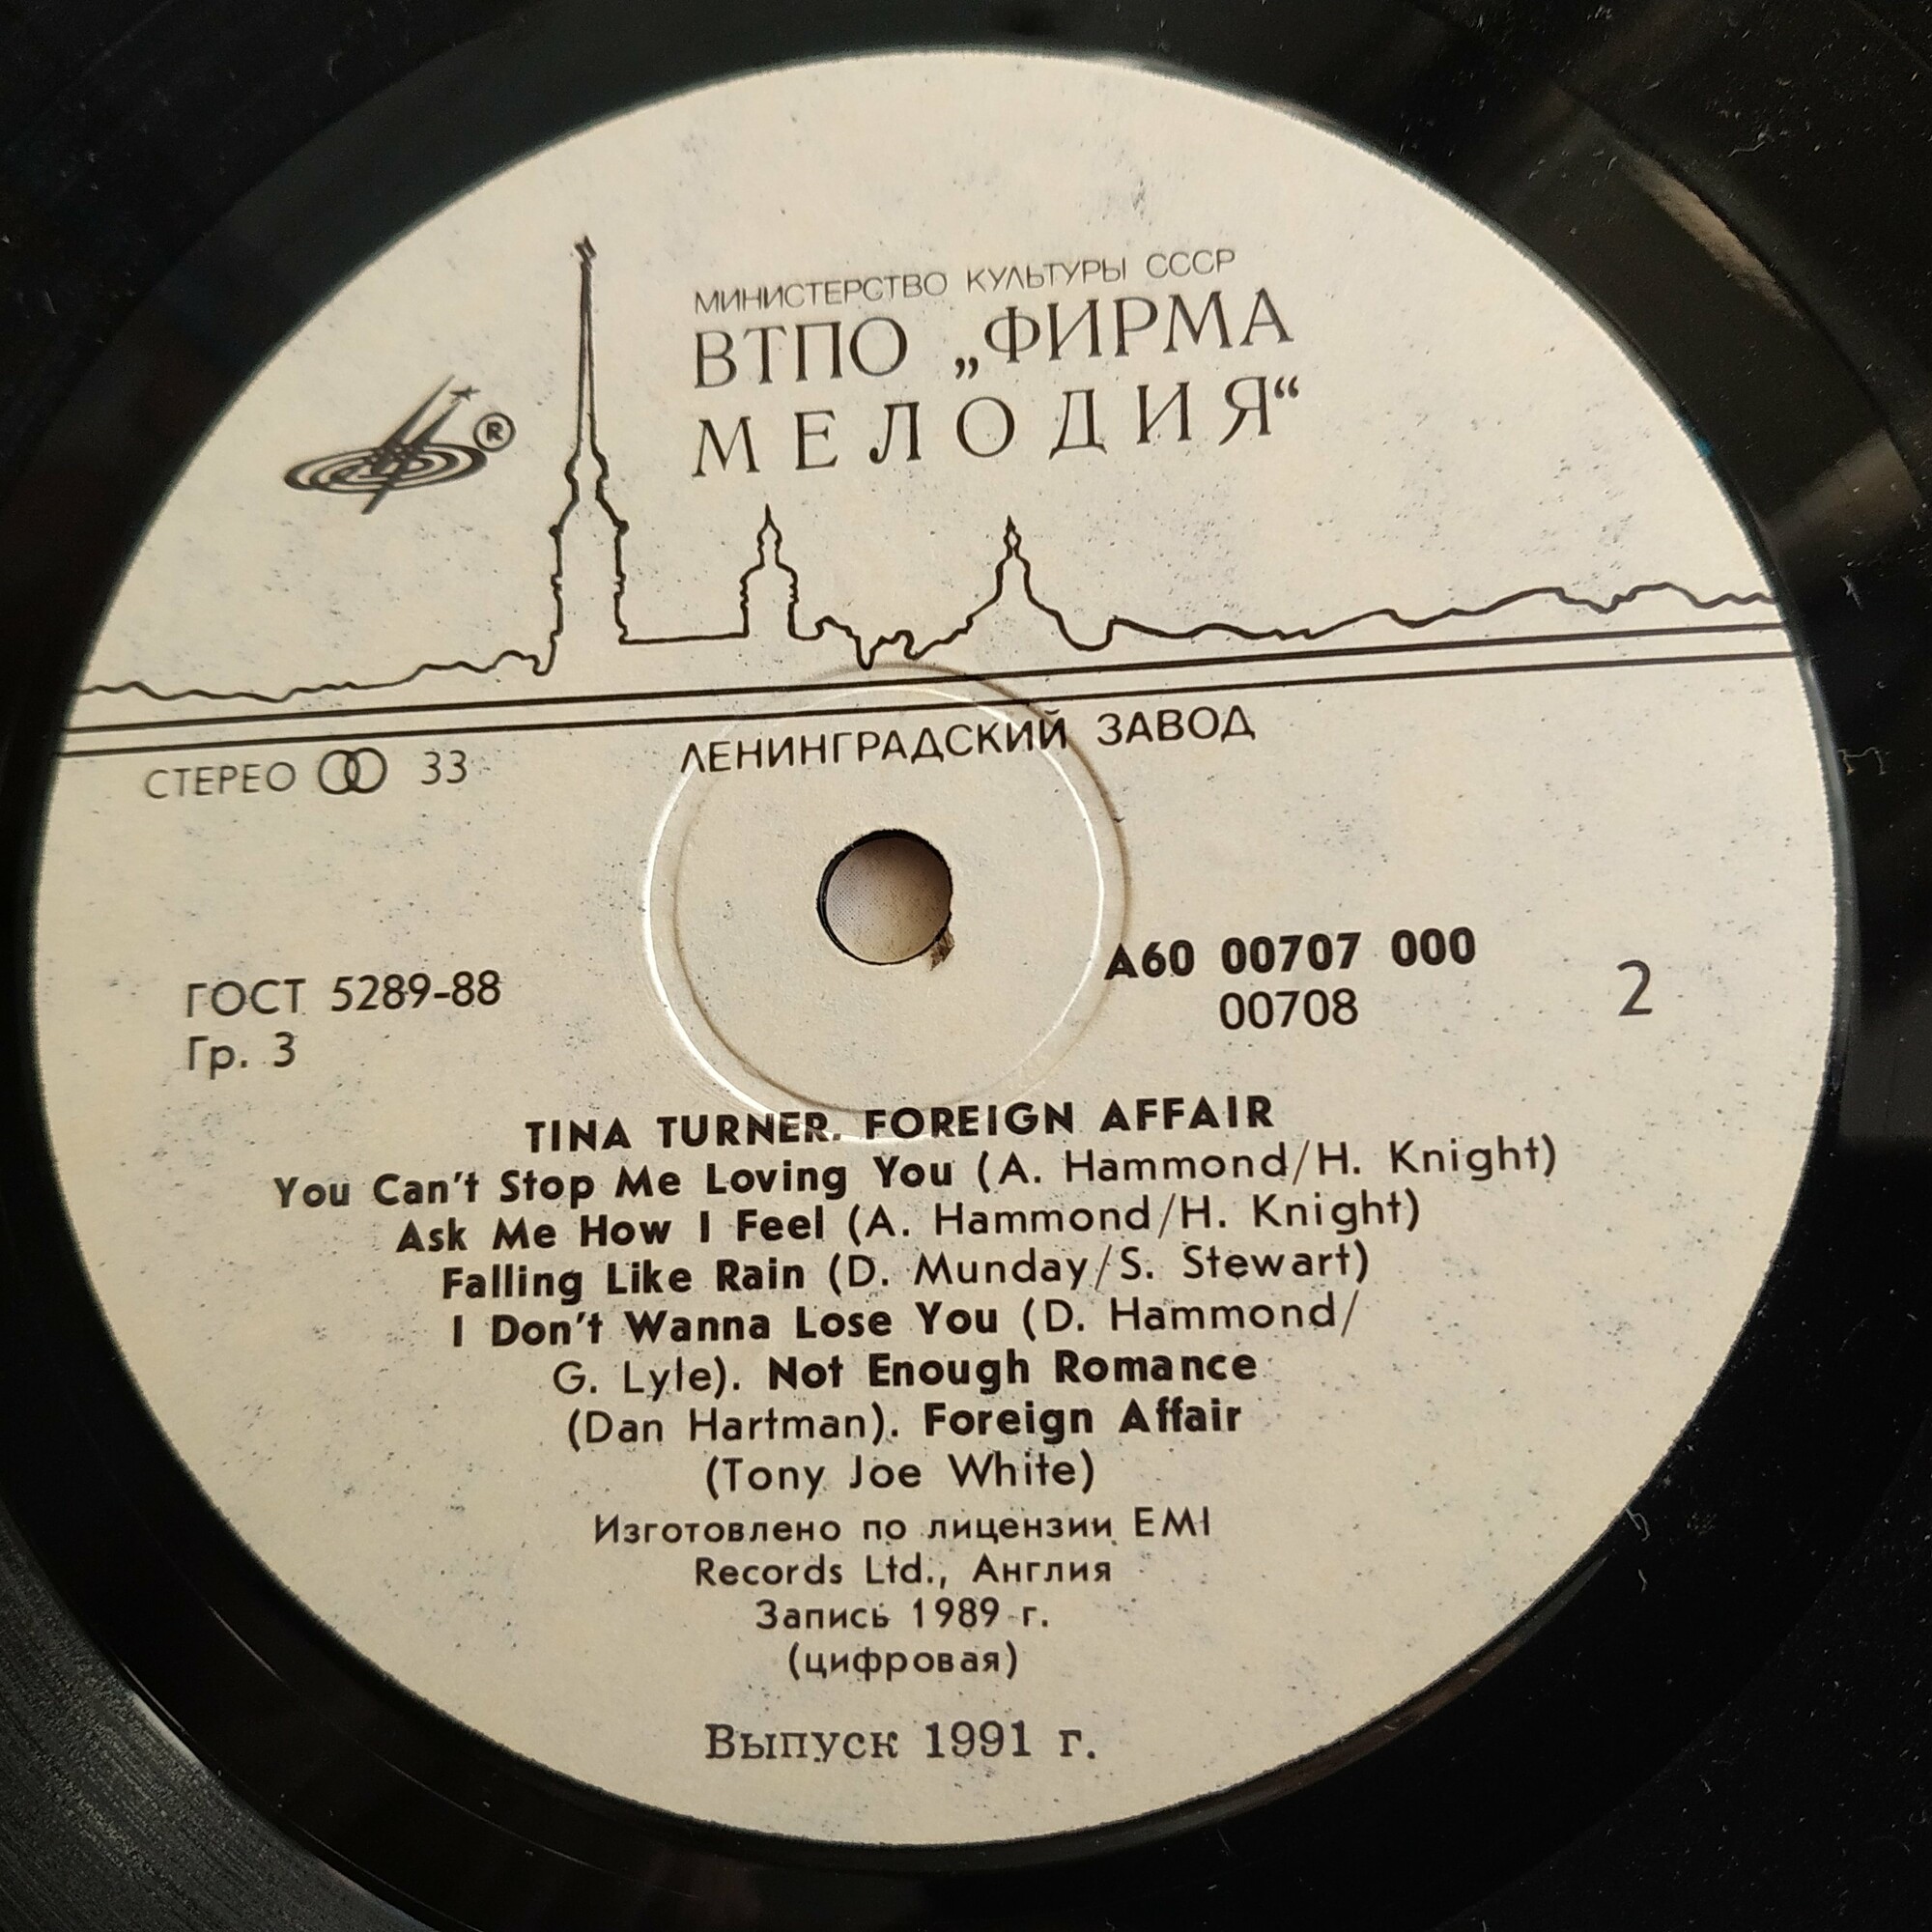 МИНИСТЕРСТВО КУЛЬТУРЫ СССР
ВТПО „ФИРМА
МЕЛОДИЯ“
®
ЛЕНИНГРАДСКИЙ ЗАВОД
СТЕРЕО 33
ГОСТ 5289-88
Гр. 3
А60 00707 000
00708
2
TINA TURNER. FOREIGN AFFAIR
You Can't Stop Me Loving You (A. Hammond/H. Knight)
Ask Me How I Feel (A. Hammond/H. Knight)
Falling Like Rain (D. Munday/S. Stewart)
I Don't Wanna Lose You (D. Hammond/
G. Lyle). Not Enough Romance
(Dan Hartman). Foreign Affair
(Tony Joe White)
Изготовлено по лицензии EMI
Records Ltd., Англия
Запись 1989 г.
(цифровая)
Выпуск 1991 г.